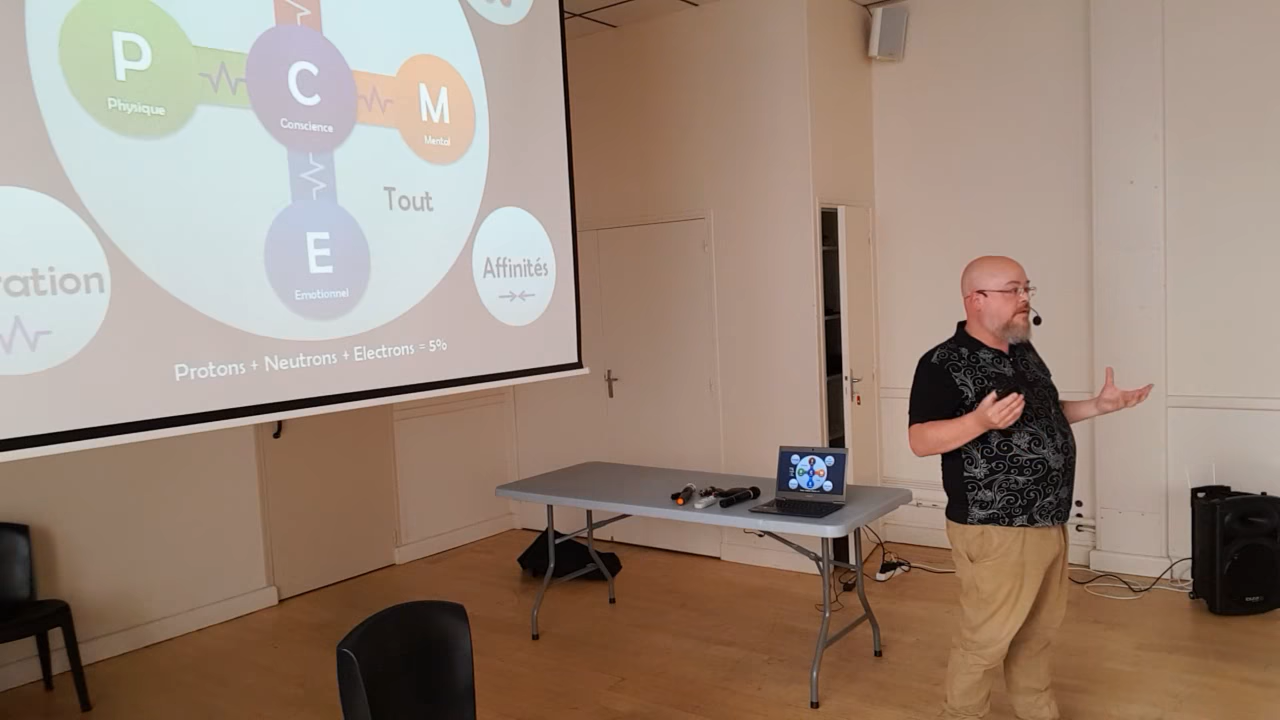 P
Physique
C
Conscience
M
Mental
Tout
E
Emotionnel
ration
Affinités
Protons + Neutrons + Electrons = 5%